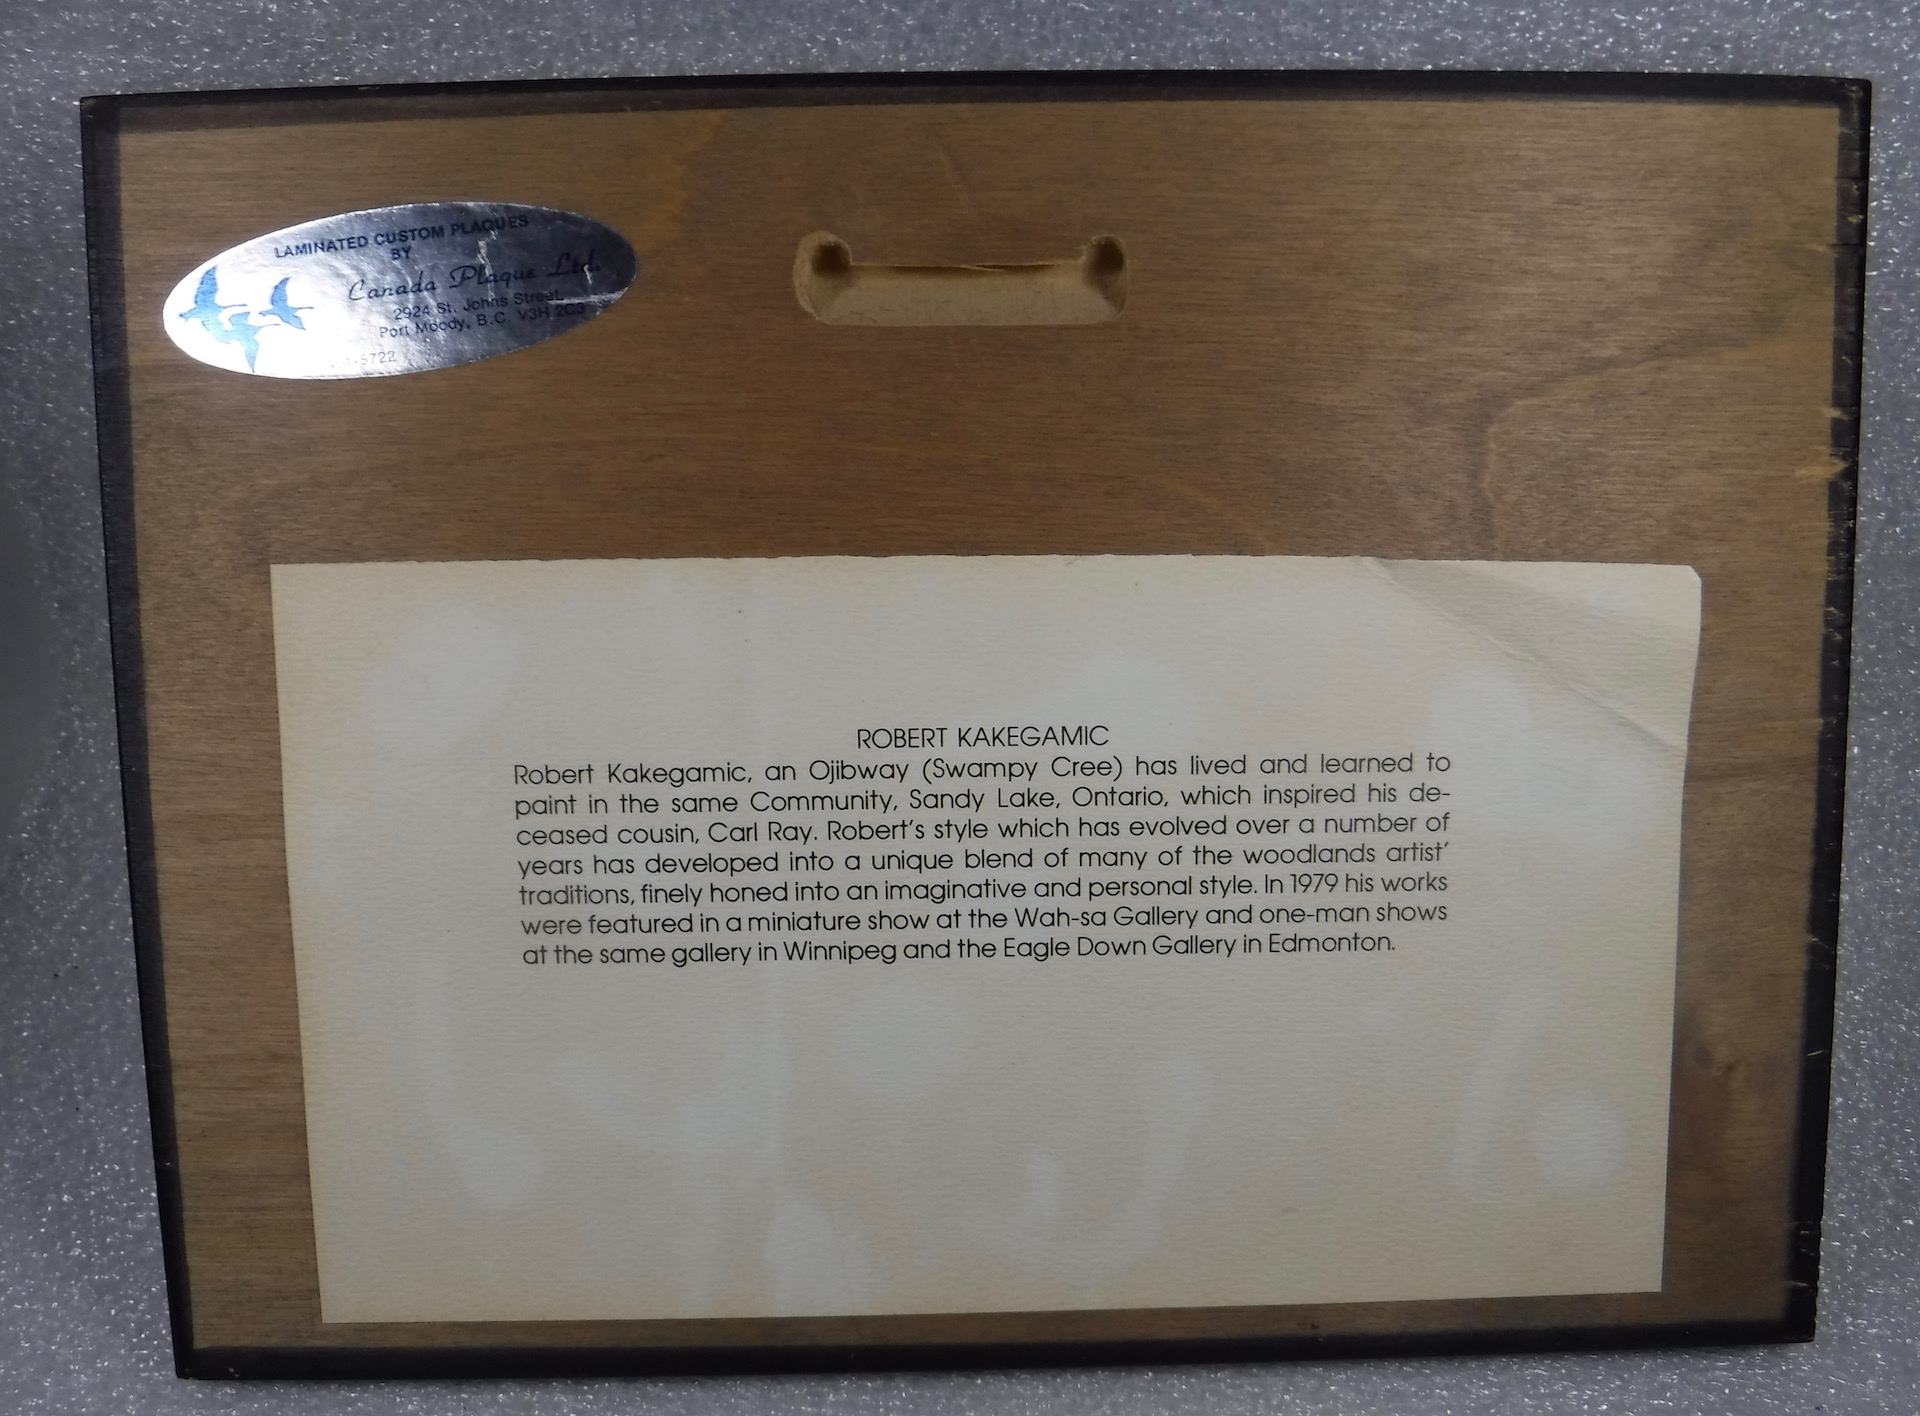 LAMINATED CUSTOM PLAQUES
BY
Canada Plaque Ltd.
2924 St. Johns Street
Port Moody, B.C. V3H 2C3
-5722
ROBERT KAKEGAMIC
Robert Kakegamic, an Ojibway (Swampy Cree) has lived and learned to
paint in the same Community, Sandy Lake, Ontario, which inspired his de-
ceased cousin, Carl Ray. Robert's style which has evolved over a number of
years has developed into a unique blend of many of the woodlands artist'
traditions, finely honed into an imaginative and personal style. In 1979 his works
were featured in a miniature show at the Wah-sa Gallery and one-man shows
at the same gallery in Winnipeg and the Eagle Down Gallery in Edmonton.